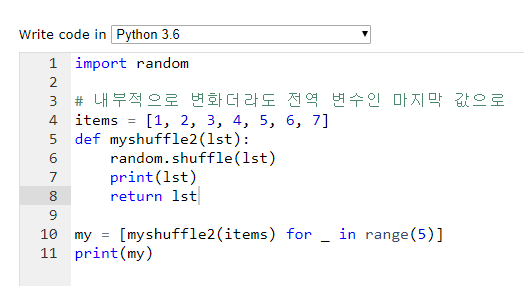 Write code in Python 3.6
1 import random
2
3 # 내부적으로 변화더라도 전역 변수인 마지막 값으로
4 items = [1, 2, 3, 4, 5, 6, 7]
5 def myshuffle2(lst):
6     random.shuffle(lst)
7     print(lst)
8     return lst
9
10 my = [myshuffle2(items) for _ in range(5)]
11 print(my)